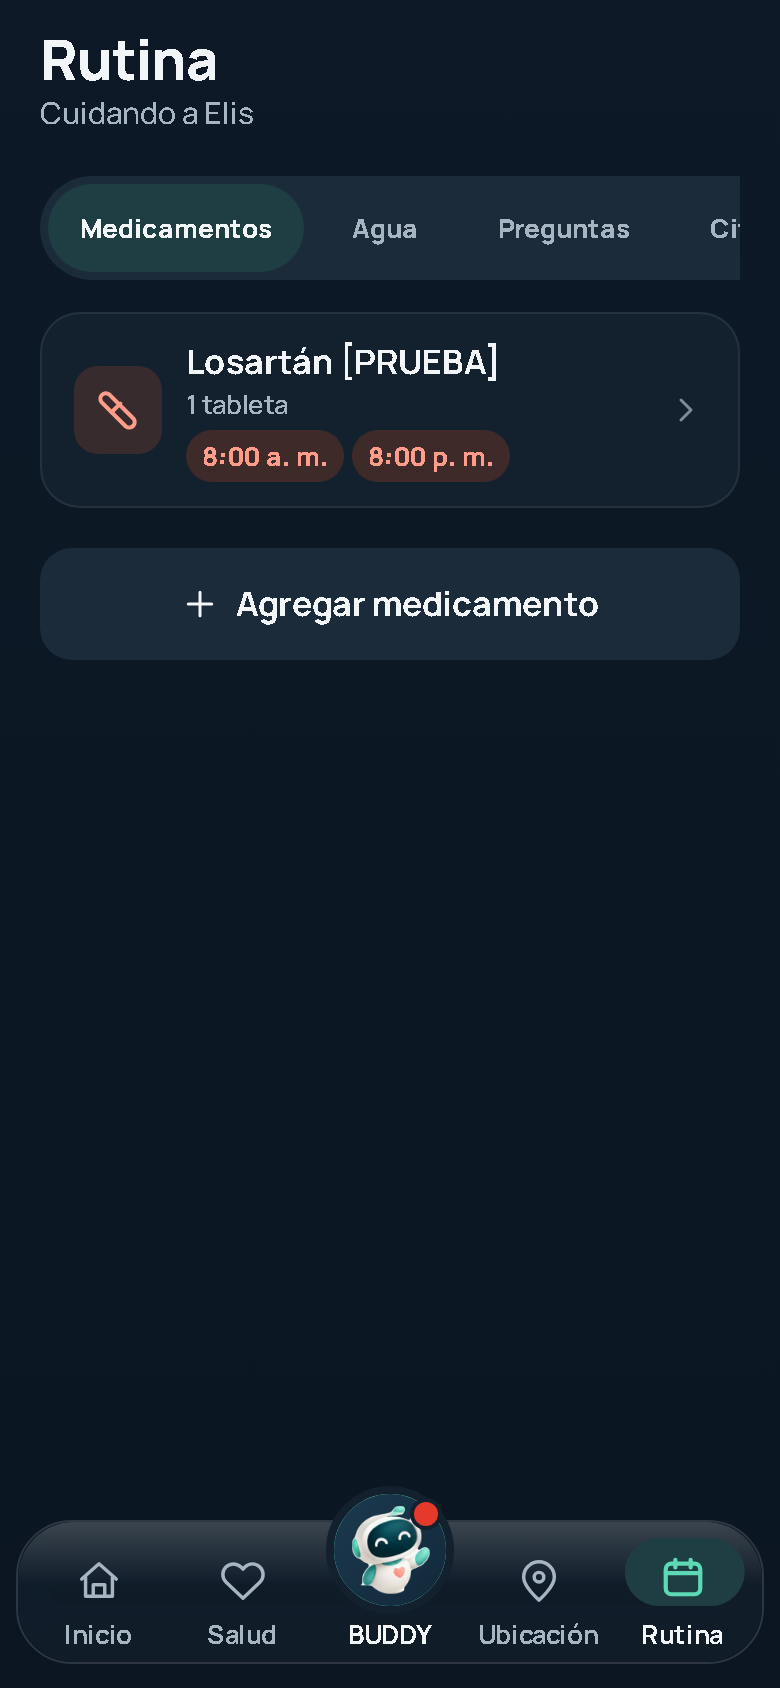 Rutina
Cuidando a Elis
Medicamentos Agua Preguntas
Losartán [PRUEBA]
1 tableta
8:00 a. m. 8:00 p. m.
+ Agregar medicamento
Inicio Salud BUDDY Ubicación Rutina